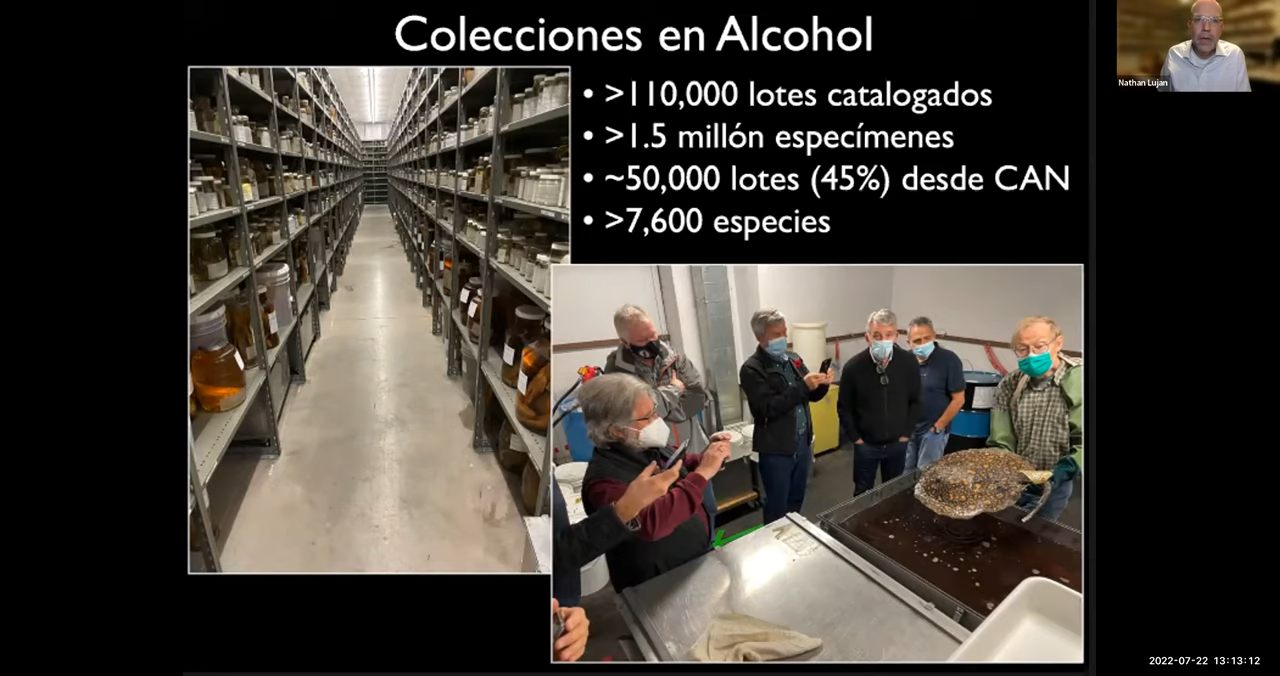 Colecciones en Alcohol
• >110,000 lotes catalogados
• >1.5 millón especímenes
• ~50,000 lotes (45%) desde CAN
• >7,600 especies
Nathan Lujan
2022-07-22 13:13:12